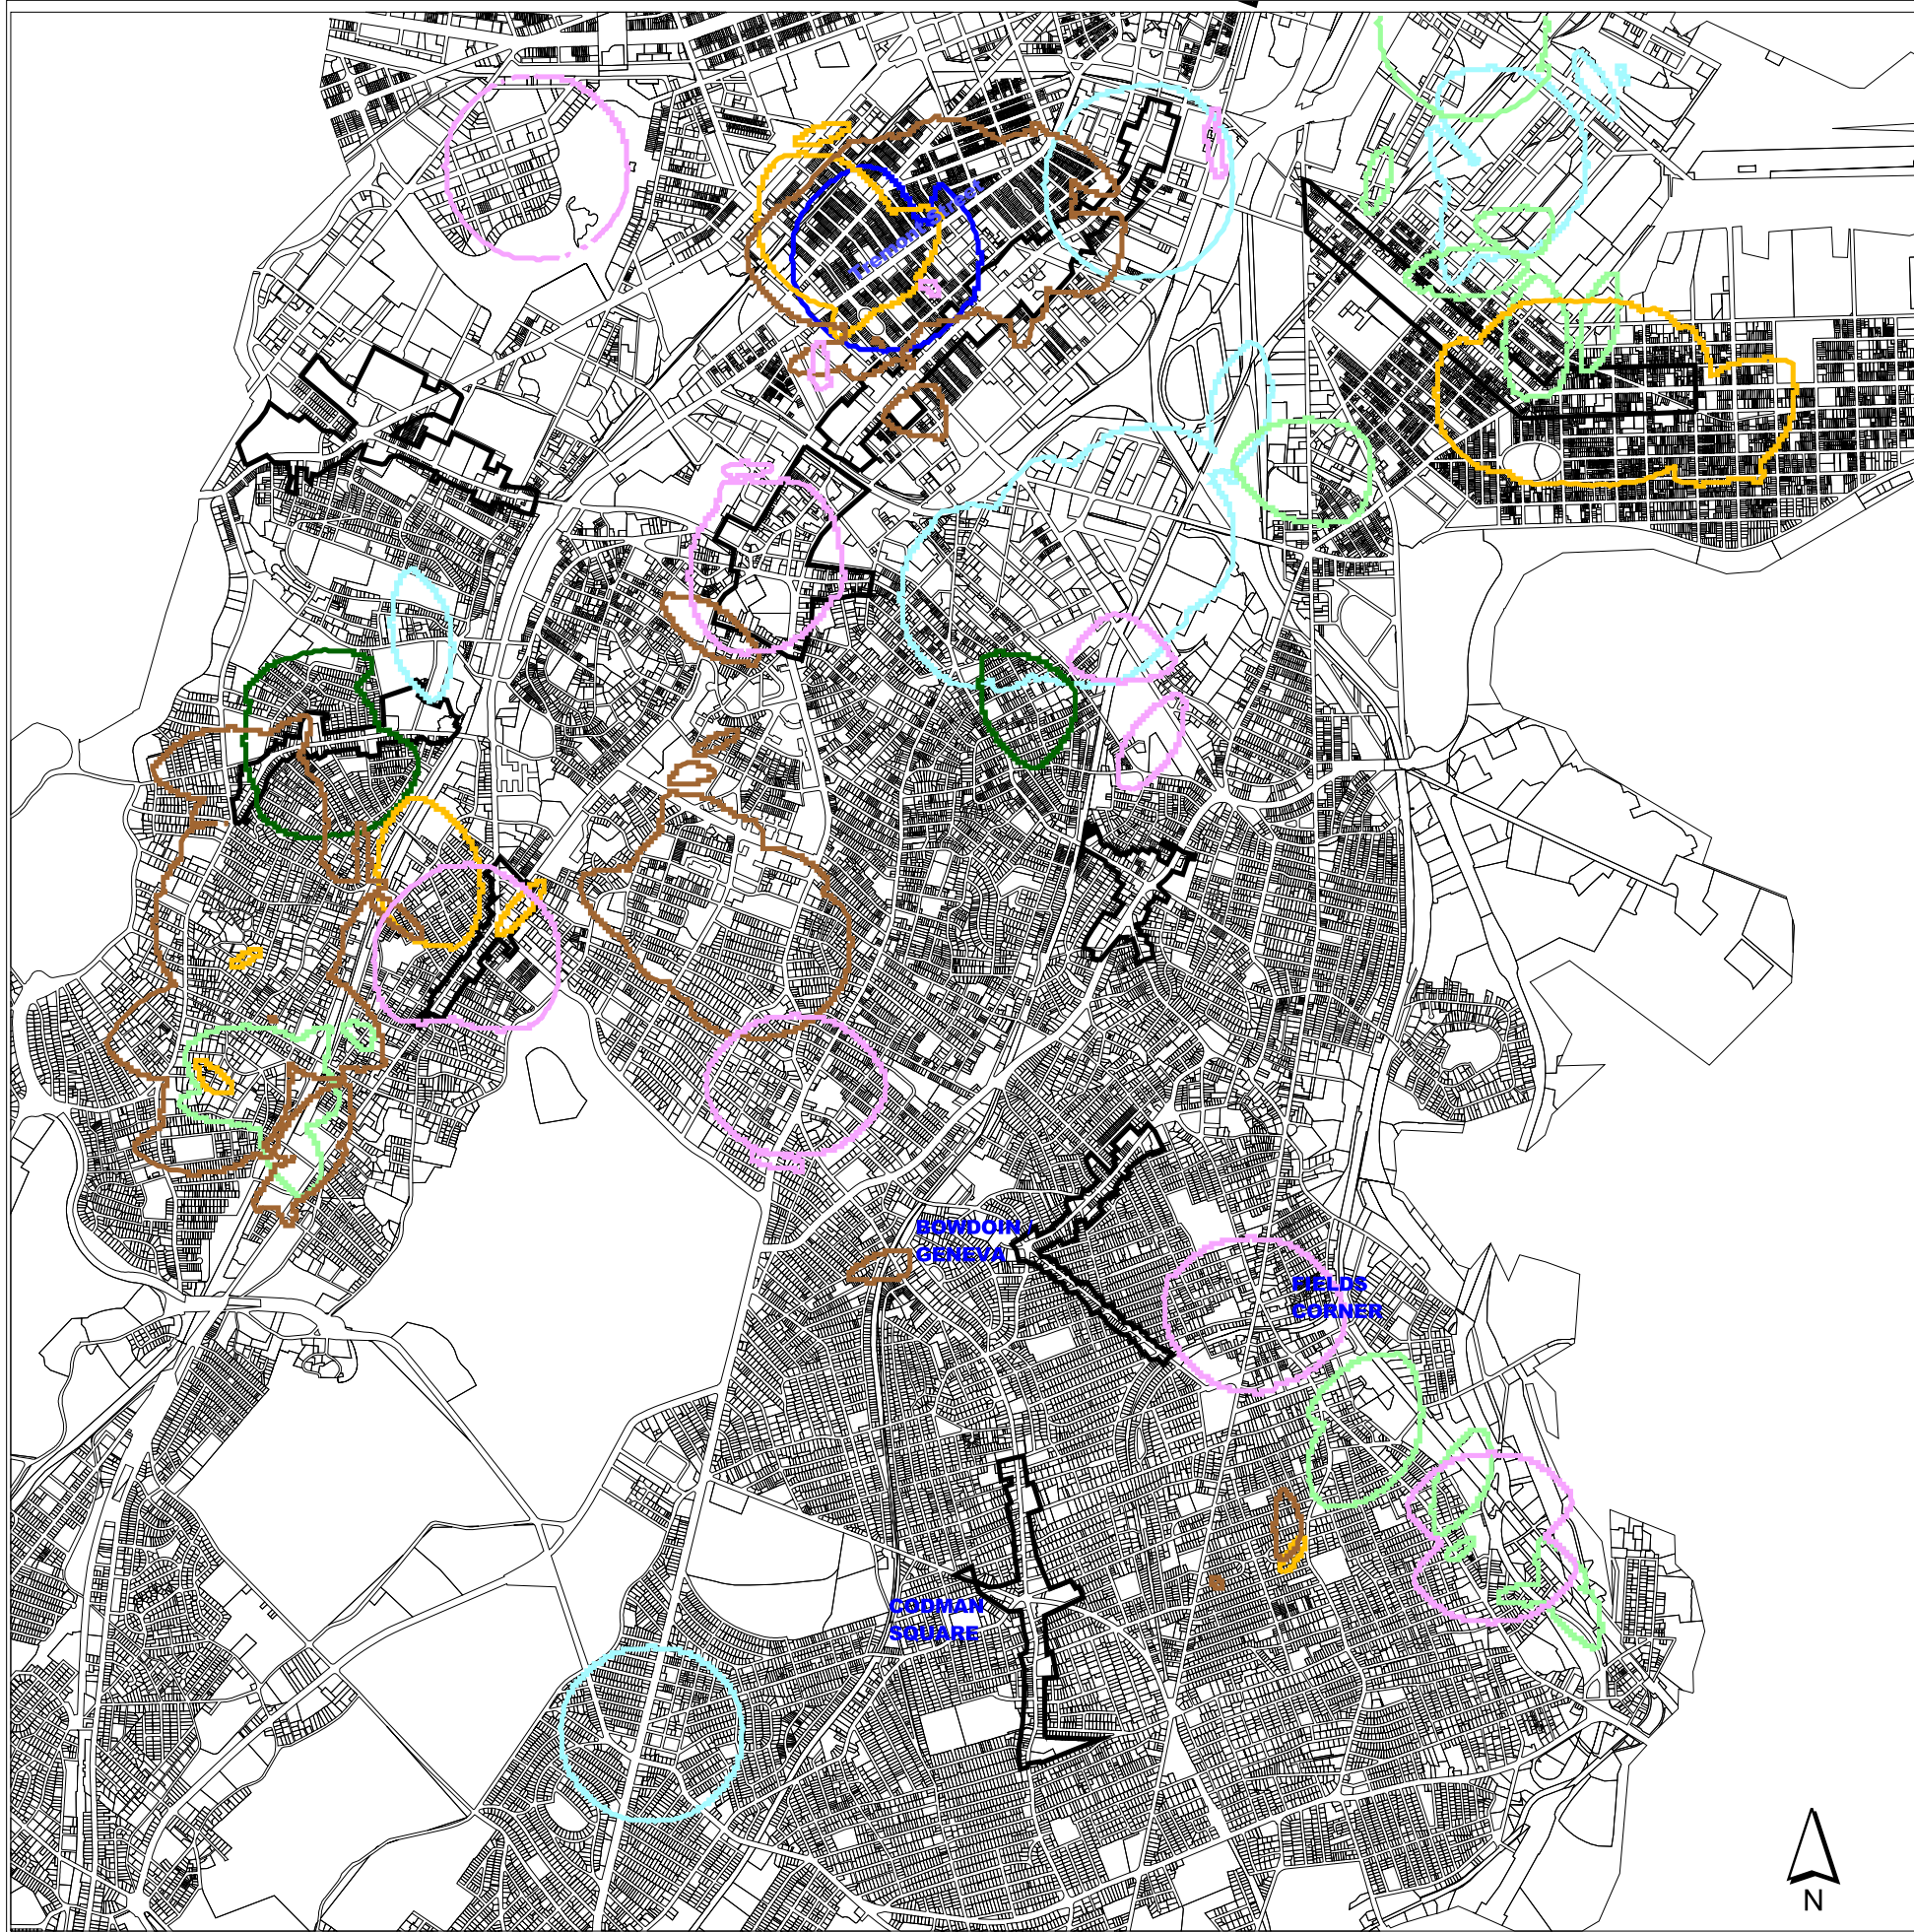 Tremont Street
BOWDOIN /
GENEVA
FIELDS
CORNER
CODMAN
SQUARE
N